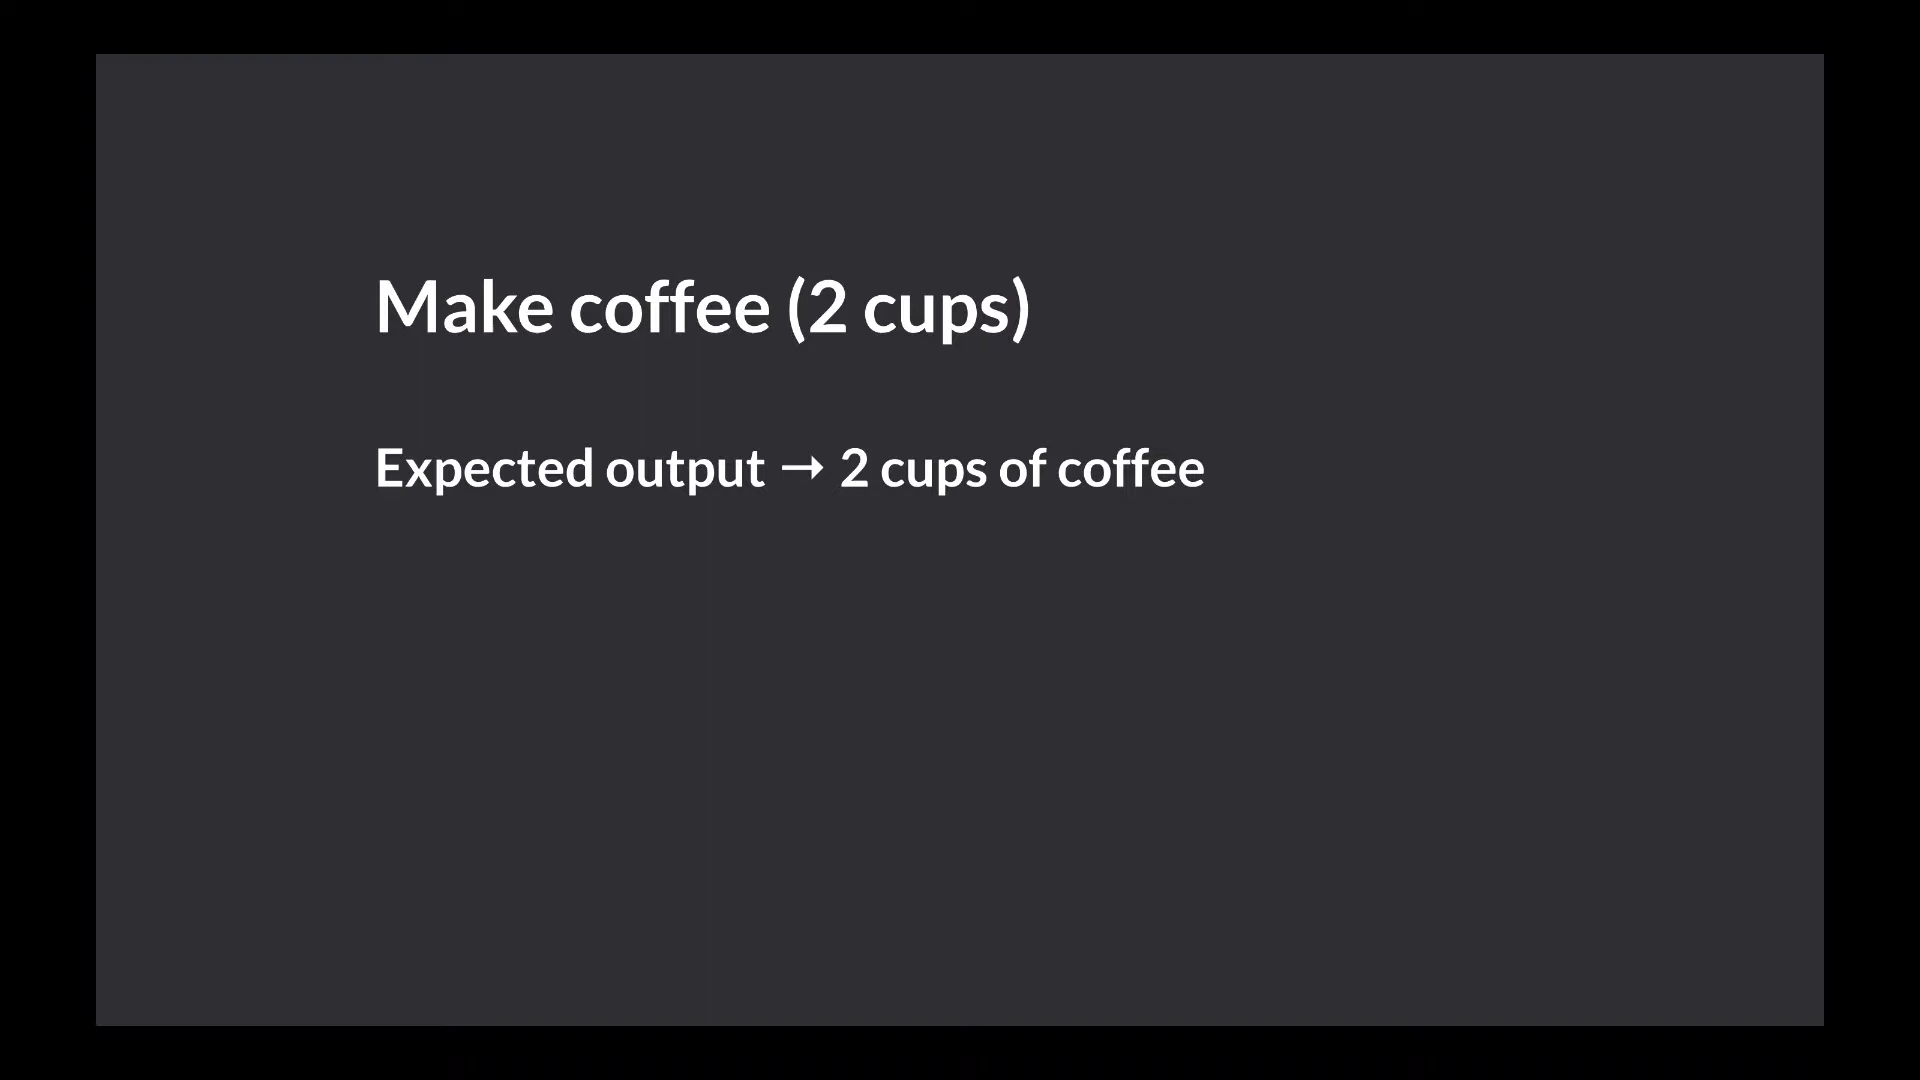 Make coffee (2 cups)
Expected output → 2 cups of coffee